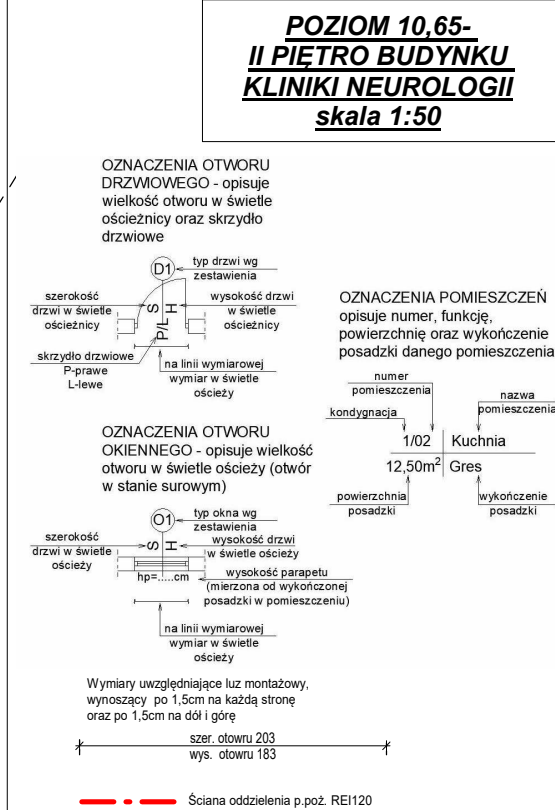 POZIOM 10,65-
II PIĘTRO BUDYNKU
KLINIKI NEUROLOGII
skala 1:50
OZNACZENIA OTWORU
DRZWIOWEGO - opisuje
wielkość otworu w świetle
ościeżnicy oraz skrzydło
drzwiowe
D1
typ drzwi wg
zestawienia
szerokość
drzwi w świetle
ościeżnicy
S
H
P/L
wysokość drzwi
w świetle
ościeżnicy
skrzydło drzwiowe
P-prawe
L-lewe
na linii wymiarowej
wymiar w świetle
ościeży
OZNACZENIA POMIESZCZEŃ
opisuje numer, funkcję,
powierzchnię oraz wykończenie
posadzki danego pomieszczenia
numer
pomieszczenia
nazwa
pomieszczenia
kondygnacja
1/02 Kuchnia
12,50m² Gres
powierzchnia
posadzki
wykończenie
posadzki
OZNACZENIA OTWORU
OKIENNEGO - opisuje wielkość
otworu w świetle ościeży (otwór
w stanie surowym)
O1
typ okna wg
zestawienia
szerokość
drzwi w świetle
ościeży
S
H
wysokość drzwi
w świetle ościeży
hp=.....cm
wysokość parapetu
(mierzona od wykończonej
posadzki w pomieszczeniu)
na linii wymiarowej
wymiar w świetle
ościeży
Wymiary uwzględniające luz montażowy,
wynoszący po 1,5cm na każdą stronę
oraz po 1,5cm na dół i górę
szer. otowru 203
wys. otowru 183
Ściana oddzielenia p.poż. REI120